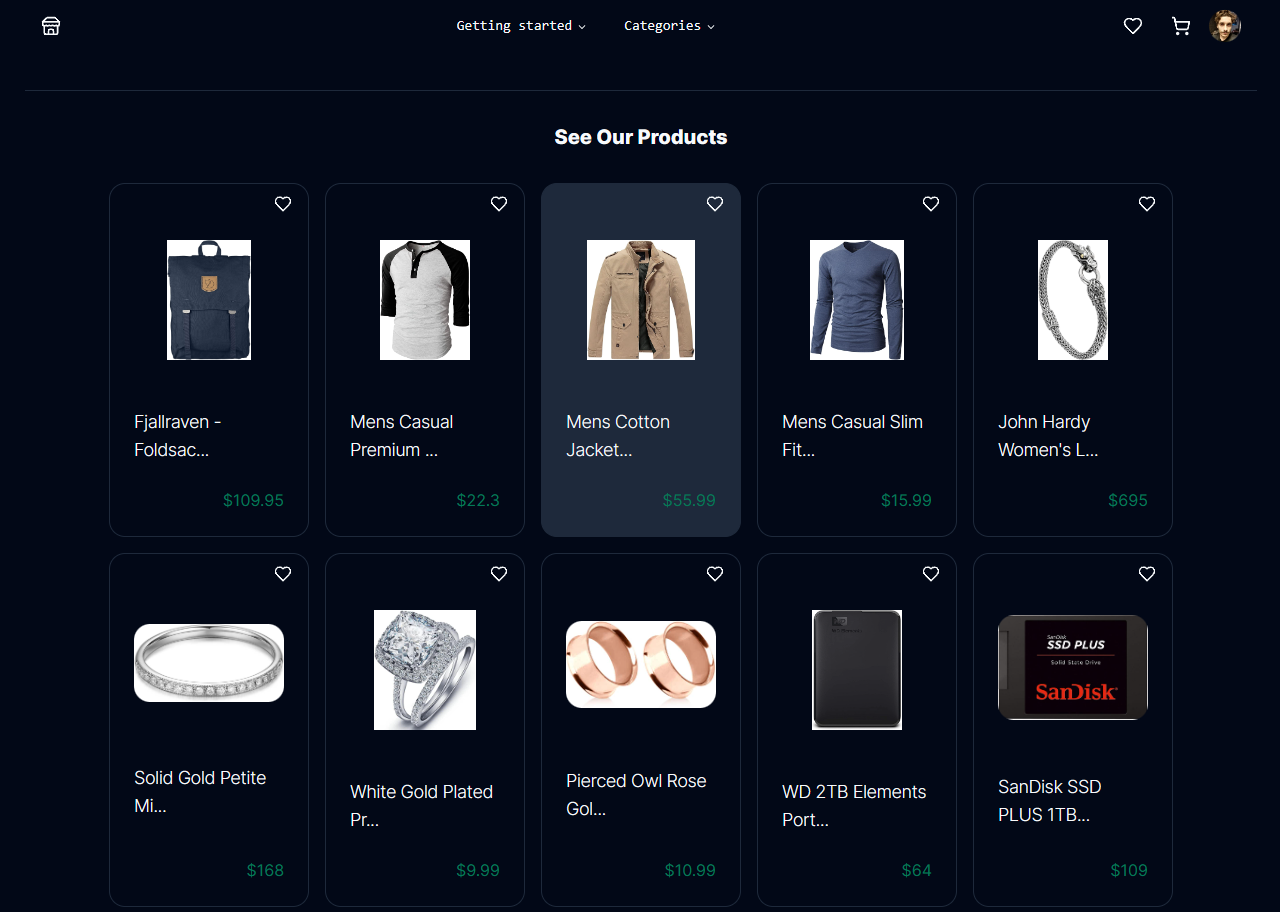 Getting started
Categories
See Our Products
Fjallraven -
Foldsac...
$109.95
Mens Casual
Premium ...
$22.3
Mens Cotton
Jacket...
$55.99
Mens Casual Slim
Fit...
$15.99
John Hardy
Women's L...
$695
Solid Gold Petite
Mi...
$168
White Gold Plated
Pr...
$9.99
Pierced Owl Rose
Gol...
$10.99
WD 2TB Elements
Port...
$64
SanDisk
SSD PLUS
Solid State Drive
SanDisk
SanDisk SSD
PLUS 1TB...
$109